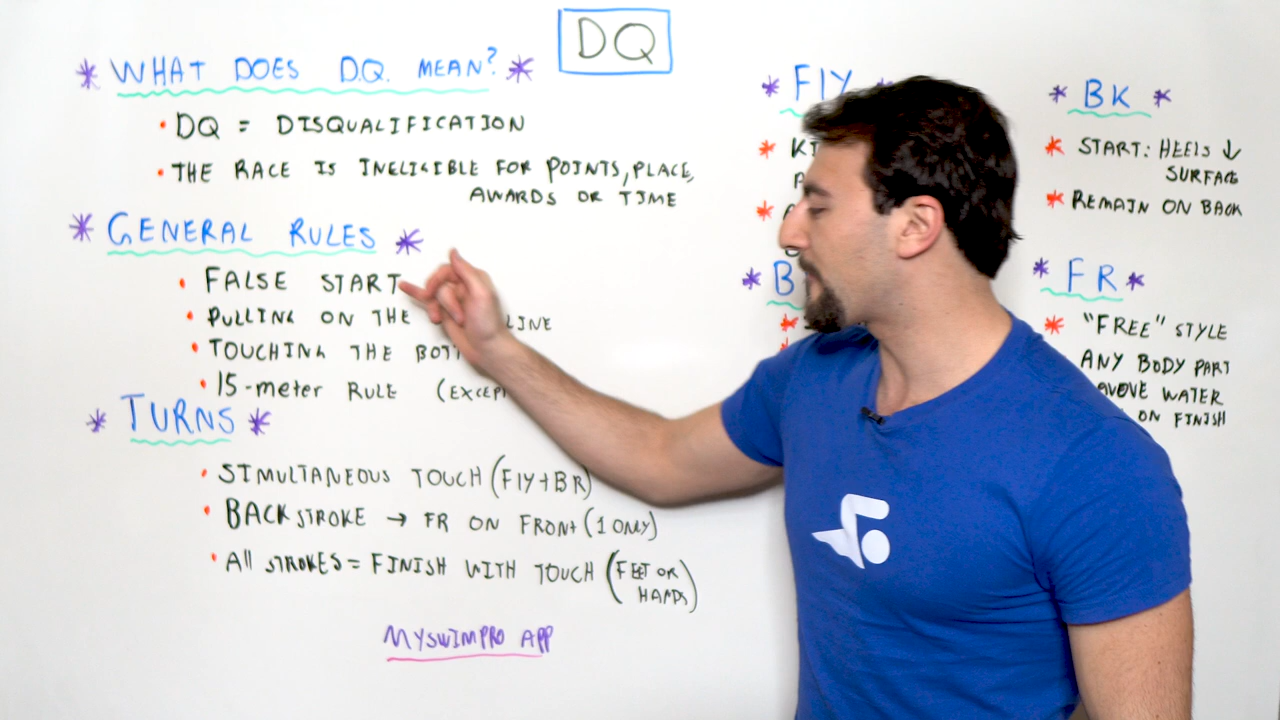 DQ
* WHAT DOES D.Q. MEAN? *
• DQ = DISQUALIFICATION
• THE RACE IS INELIGIBLE FOR POINTS, PLACE,
AWARDS OR TIME
* GENERAL RULES *
• FALSE START
• PULLING ON THE LINE
• TOUCHING THE
• 15-meter RULE
* TURNS *
• SIMULTANEOUS TOUCH (FlY + BR)
• BACKSTROKE → FR ON FRONT (1 ONLY)
• All STROKES = FINISH WITH TOUCH (FEET OR
HANDS)
MYSWIMPRO APP
* FlY *
* BK *
* START: HEELS ↓
SURFACE
* REMAIN ON BACK
* FR *
* "FREE" STYLE
ANY BODY PART
WATER
ON FINISH